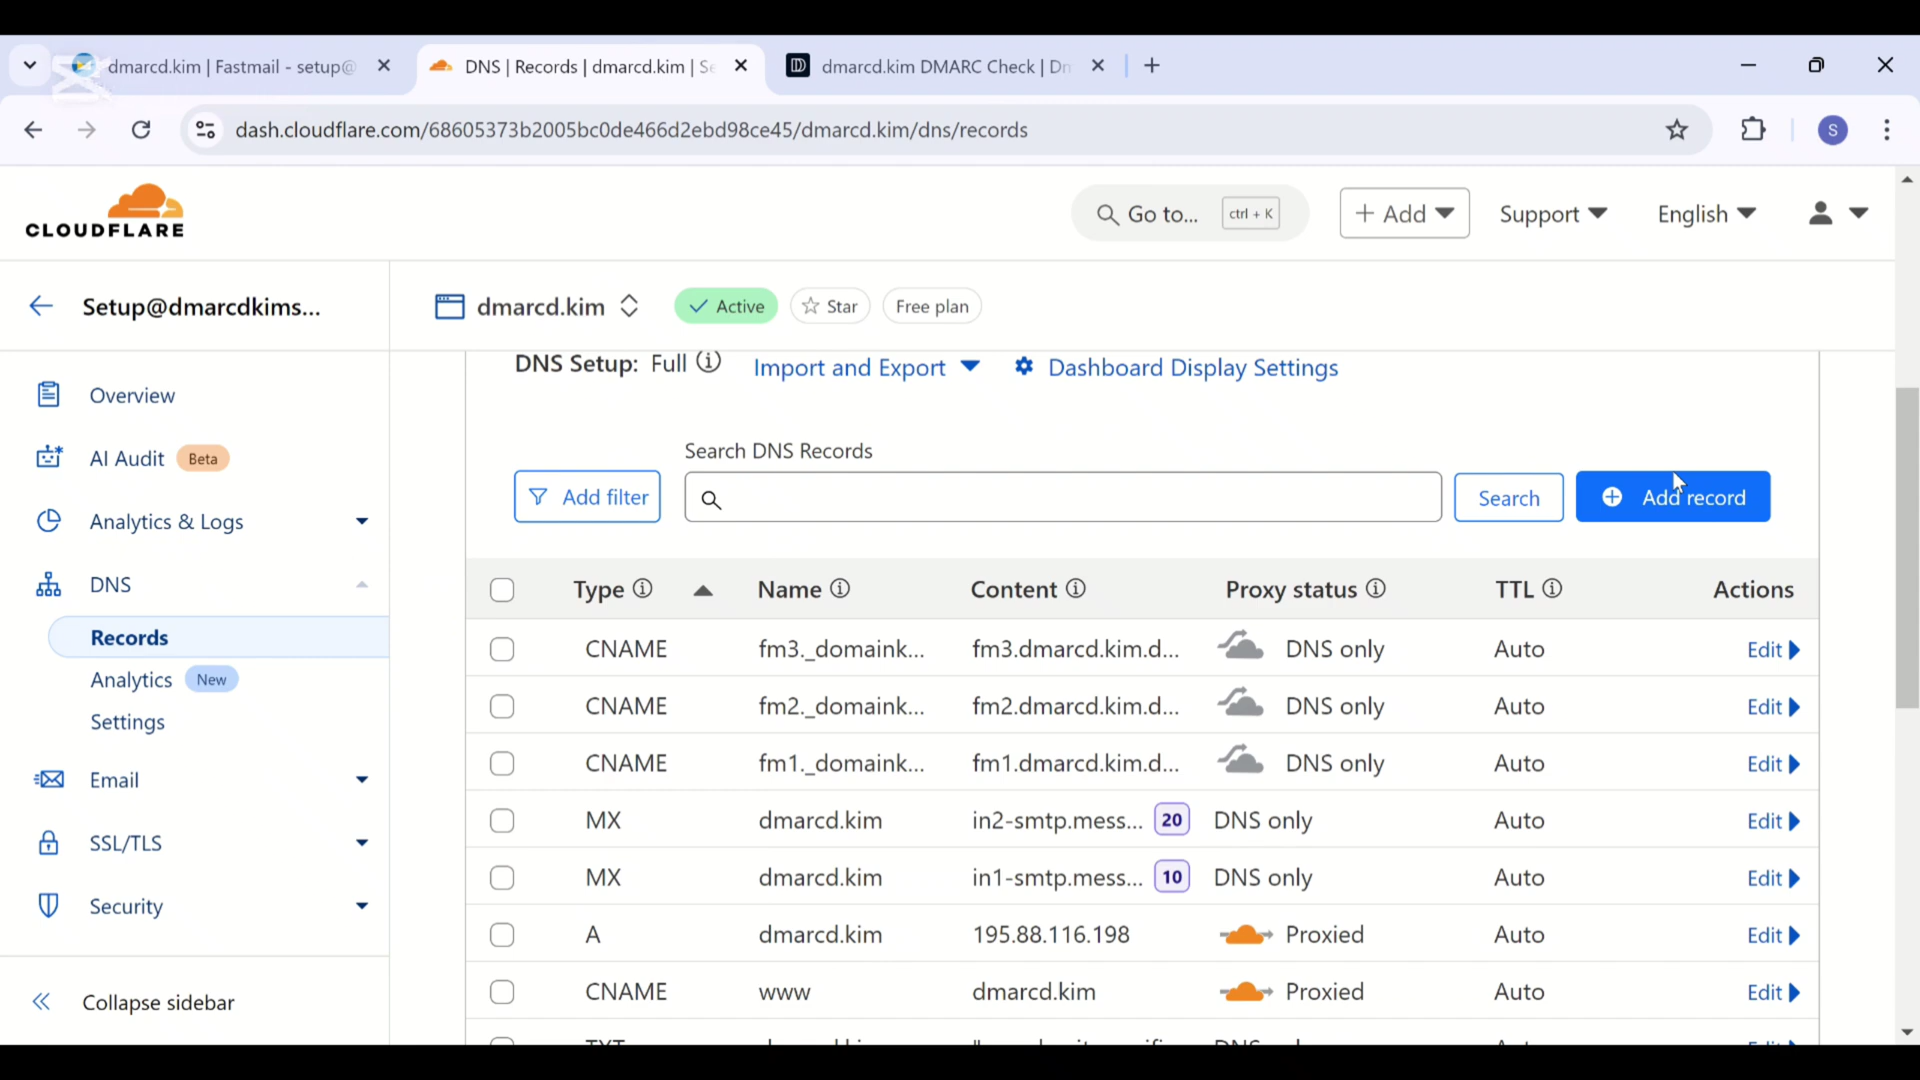 dmarcd.kim | Fastmail - setup@
DNS | Records | dmarcd.kim | Se
dmarcd.kim DMARC Check | Dm
dash.cloudflare.com/68605373b2005bc0de466d2ebd98ce45/dmarcd.kim/dns/records
S
CLOUDFLARE
Go to... ctrl + K
+ Add
Support
English
Setup@dmarcdkims...
dmarcd.kim
Active
Star
Free plan
Overview
AI Audit Beta
Analytics & Logs
DNS
Records
Analytics New
Settings
Email
SSL/TLS
Security
Collapse sidebar
DNS Setup: Full
Import and Export
Dashboard Display Settings
Search DNS Records
Add filter
Search
Add record
Type Name Content Proxy status TTL Actions
CNAME fm3._domaink... fm3.dmarcd.kim.d... DNS only Auto Edit
CNAME fm2._domaink... fm2.dmarcd.kim.d... DNS only Auto Edit
CNAME fm1._domaink... fm1.dmarcd.kim.d... DNS only Auto Edit
MX dmarcd.kim in2-smtp.mess... 20 DNS only Auto Edit
MX dmarcd.kim in1-smtp.mess... 10 DNS only Auto Edit
A dmarcd.kim 195.88.116.198 Proxied Auto Edit
CNAME www dmarcd.kim Proxied Auto Edit